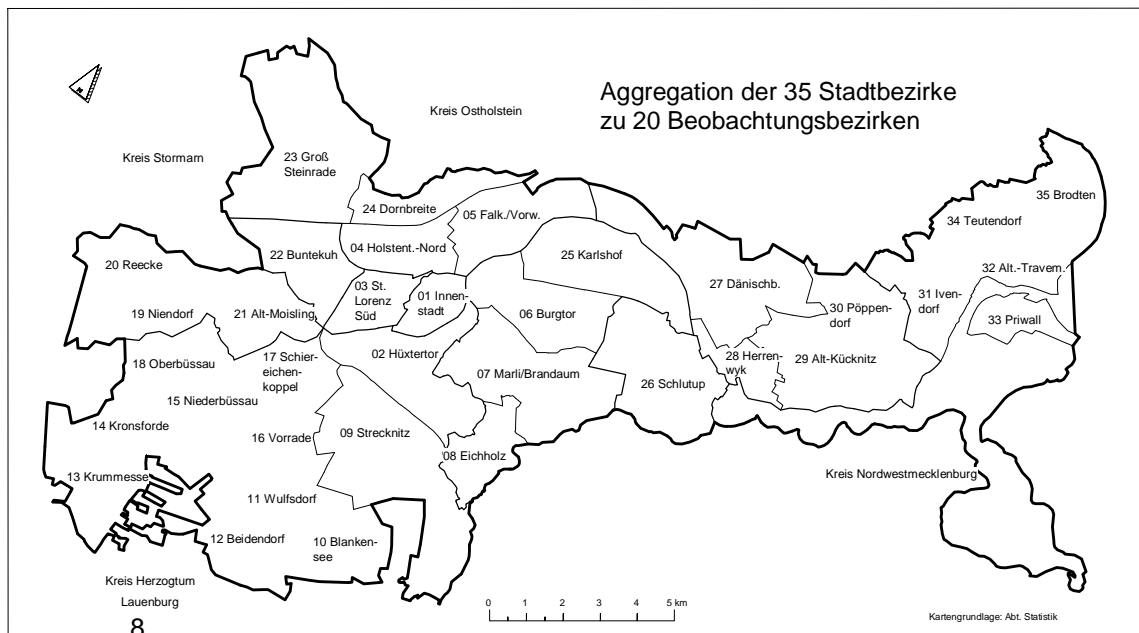 Aggregation der 35 Stadtbezirke
zu 20 Beobachtungsbezirken
Kreis Ostholstein
Kreis Stormarn
23 Groß
Steinrade
24 Dornbreite
05 Falk./Vorw.
35 Brodten
34 Teutendorf
22 Buntekuh
04 Holstent.-Nord
25 Karlshof
20 Reecke
27 Dänischb.
32 Alt.-Travem.
03 St.
Lorenz
Süd
01 Innen-
stadt
31 Iven-
dorf
30 Pöppen-
dorf
33 Priwall
19 Niendorf
21 Alt-Moisling
06 Burgtor
02 Hüxtertor
18 Oberbüssau
17 Schier-
eichen-
koppel
28 Herren-
wyk
29 Alt-Kücknitz
07 Marli/Brandaum
26 Schlutup
15 Niederbüssau
14 Kronsforde
16 Vorrade
09 Strecknitz
08 Eichholz
13 Krummesse
Kreis Nordwestmecklenburg
11 Wulfsdorf
12 Beidendorf
10 Blanken-
see
Kreis Herzogtum
Lauenburg
8
0 1 2 3 4 5 km
Kartengrundlage: Abt. Statistik